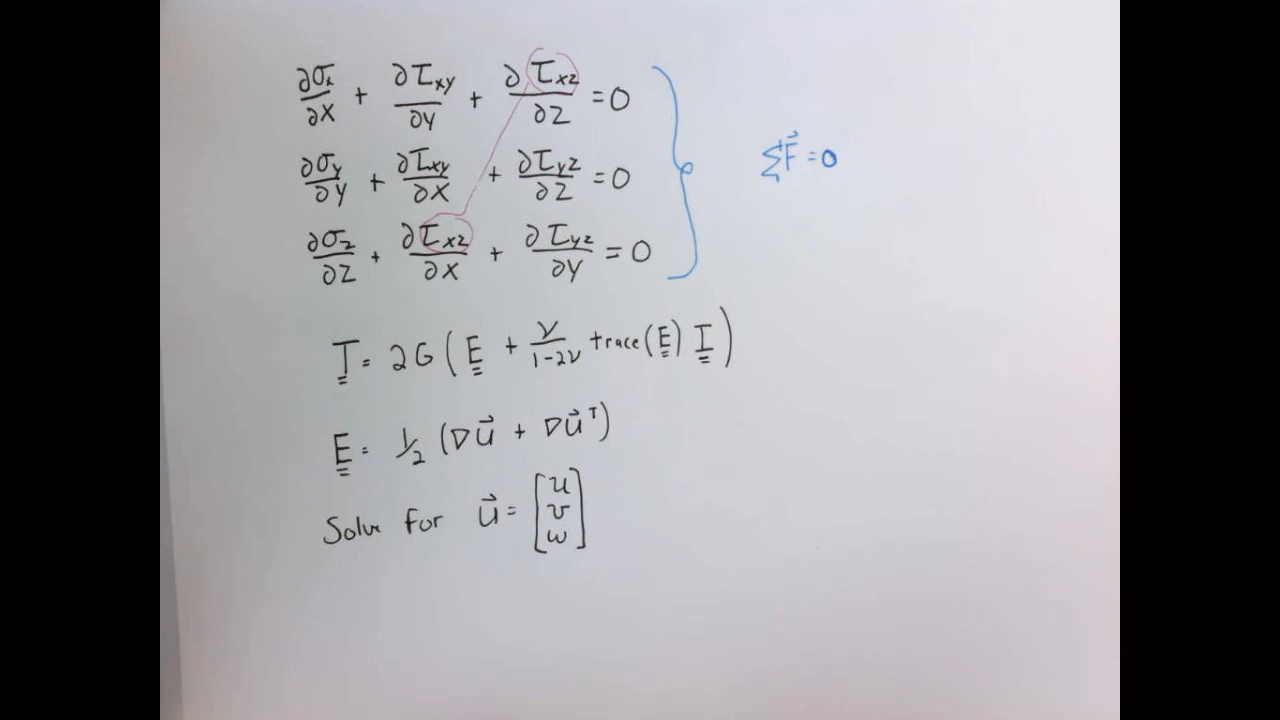 ∂σx/∂x + ∂τxy/∂y + ∂τxz/∂z = 0
∂σy/∂y + ∂τxy/∂x + ∂τyz/∂z = 0
∂σz/∂z + ∂τxz/∂x + ∂τyz/∂y = 0
ΣF⃗ = 0
T = 2G (E + ν/(1-2ν) trace(E) I)
E = 1/2 (∇u⃗ + ∇u⃗ᵀ)
Solve for u⃗ = [u v w]